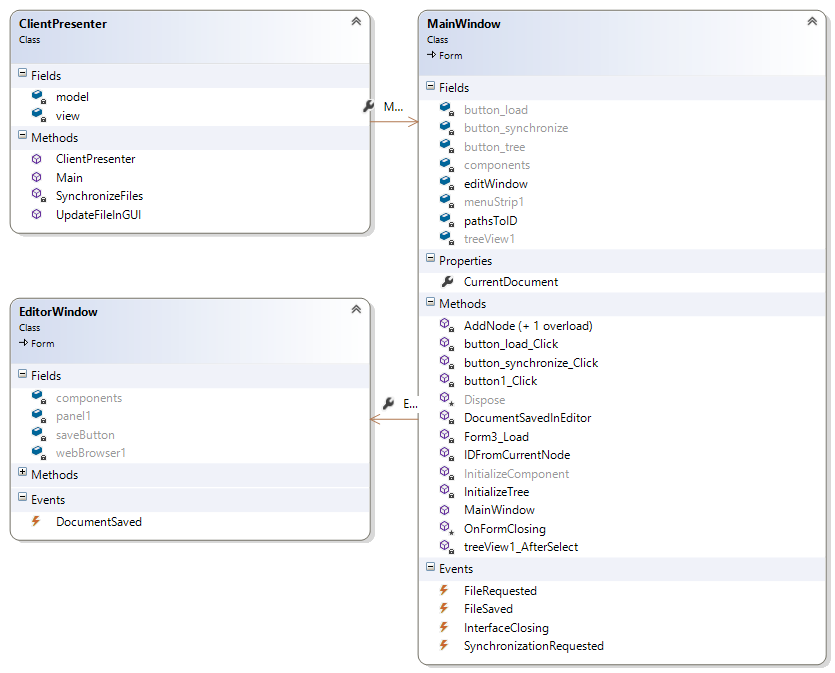 ClientPresenter
Class
Fields
model
view
Methods
ClientPresenter
Main
SynchronizeFiles
UpdateFileInGUI
M...
MainWindow
Class
Form
Fields
button_load
button_synchronize
button_tree
components
editWindow
menuStrip1
pathsToID
treeView1
Properties
CurrentDocument
Methods
AddNode (+ 1 overload)
button_load_Click
button_synchronize_Click
button1_Click
Dispose
DocumentSavedInEditor
Form3_Load
IDFromCurrentNode
InitializeComponent
InitializeTree
MainWindow
OnFormClosing
treeView1_AfterSelect
Events
FileRequested
FileSaved
InterfaceClosing
SynchronizationRequested
E...
EditorWindow
Class
Form
Fields
components
panel1
saveButton
webBrowser1
Methods
Events
DocumentSaved